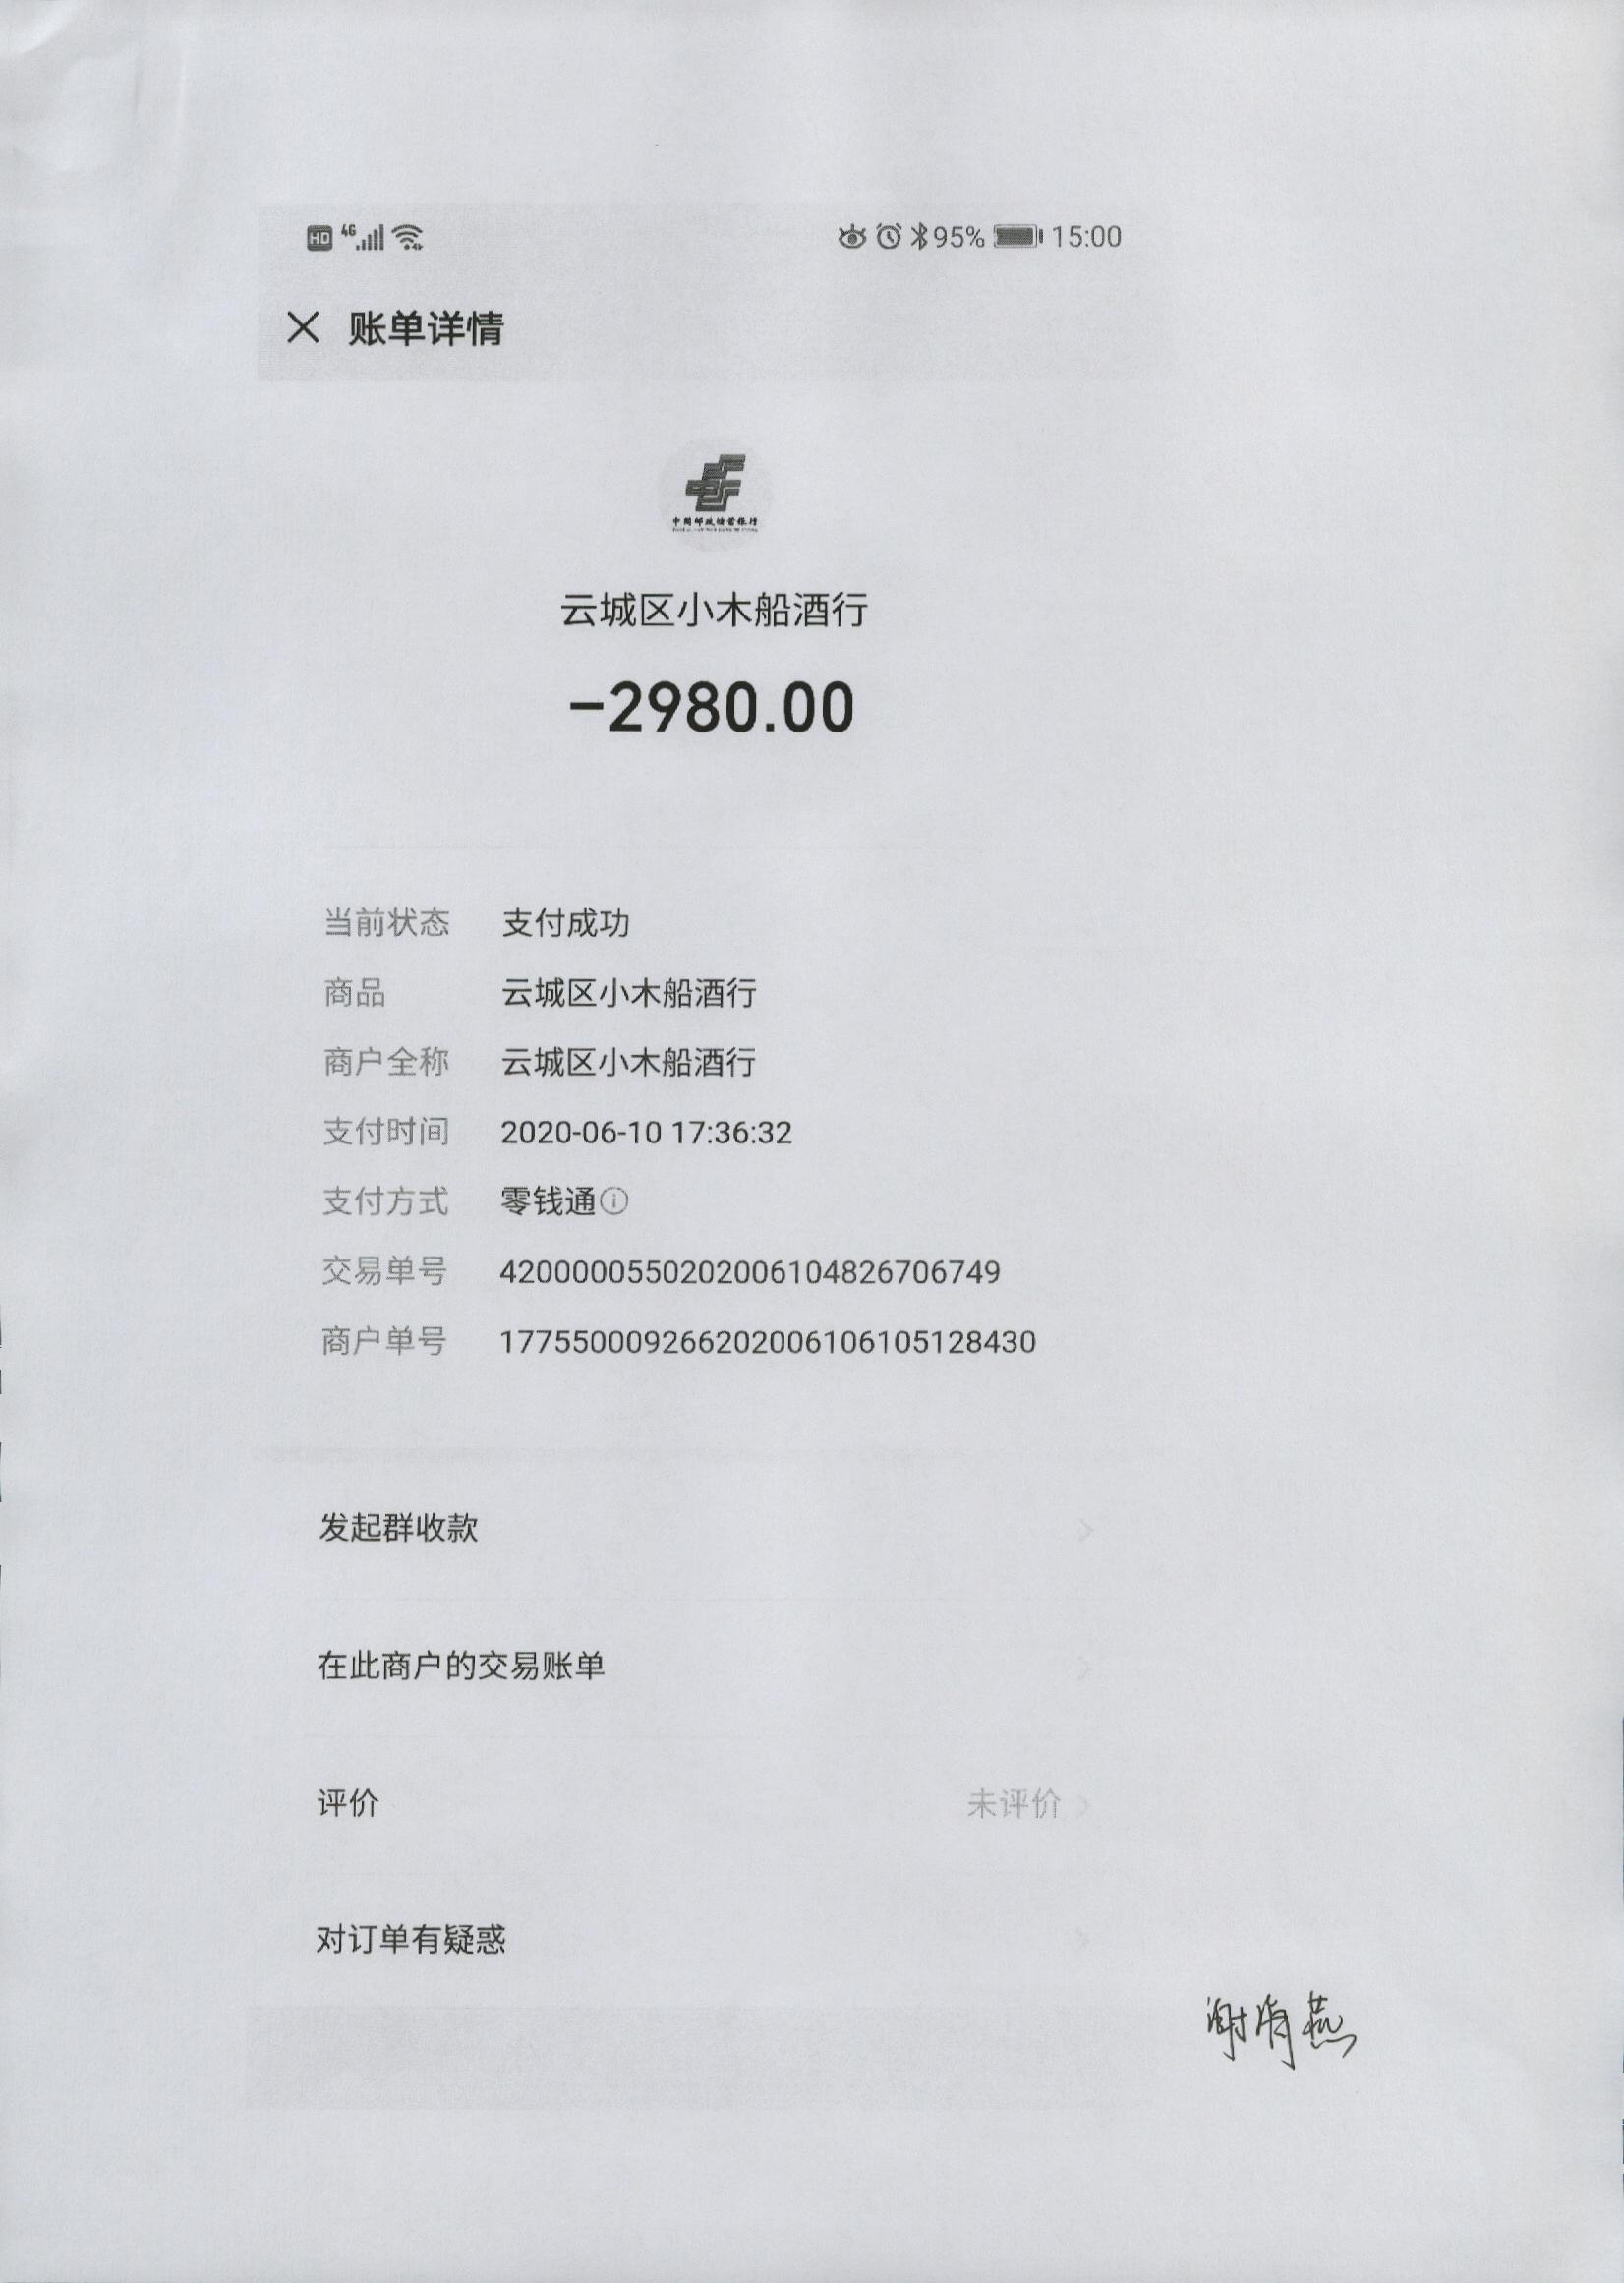 HD 4G 95% 15:00
账单详情
中国邮政储蓄银行
云城区小木船酒行
-2980.00
当前状态 支付成功
商品 云城区小木船酒行
商户全称 云城区小木船酒行
支付时间 2020-06-10 17:36:32
支付方式 零钱通
交易单号 4200000550202006104826706749
商户单号 17755000926620200610610512843​0
发起群收款
在此商户的交易账单
评价 未评价
对订单有疑惑